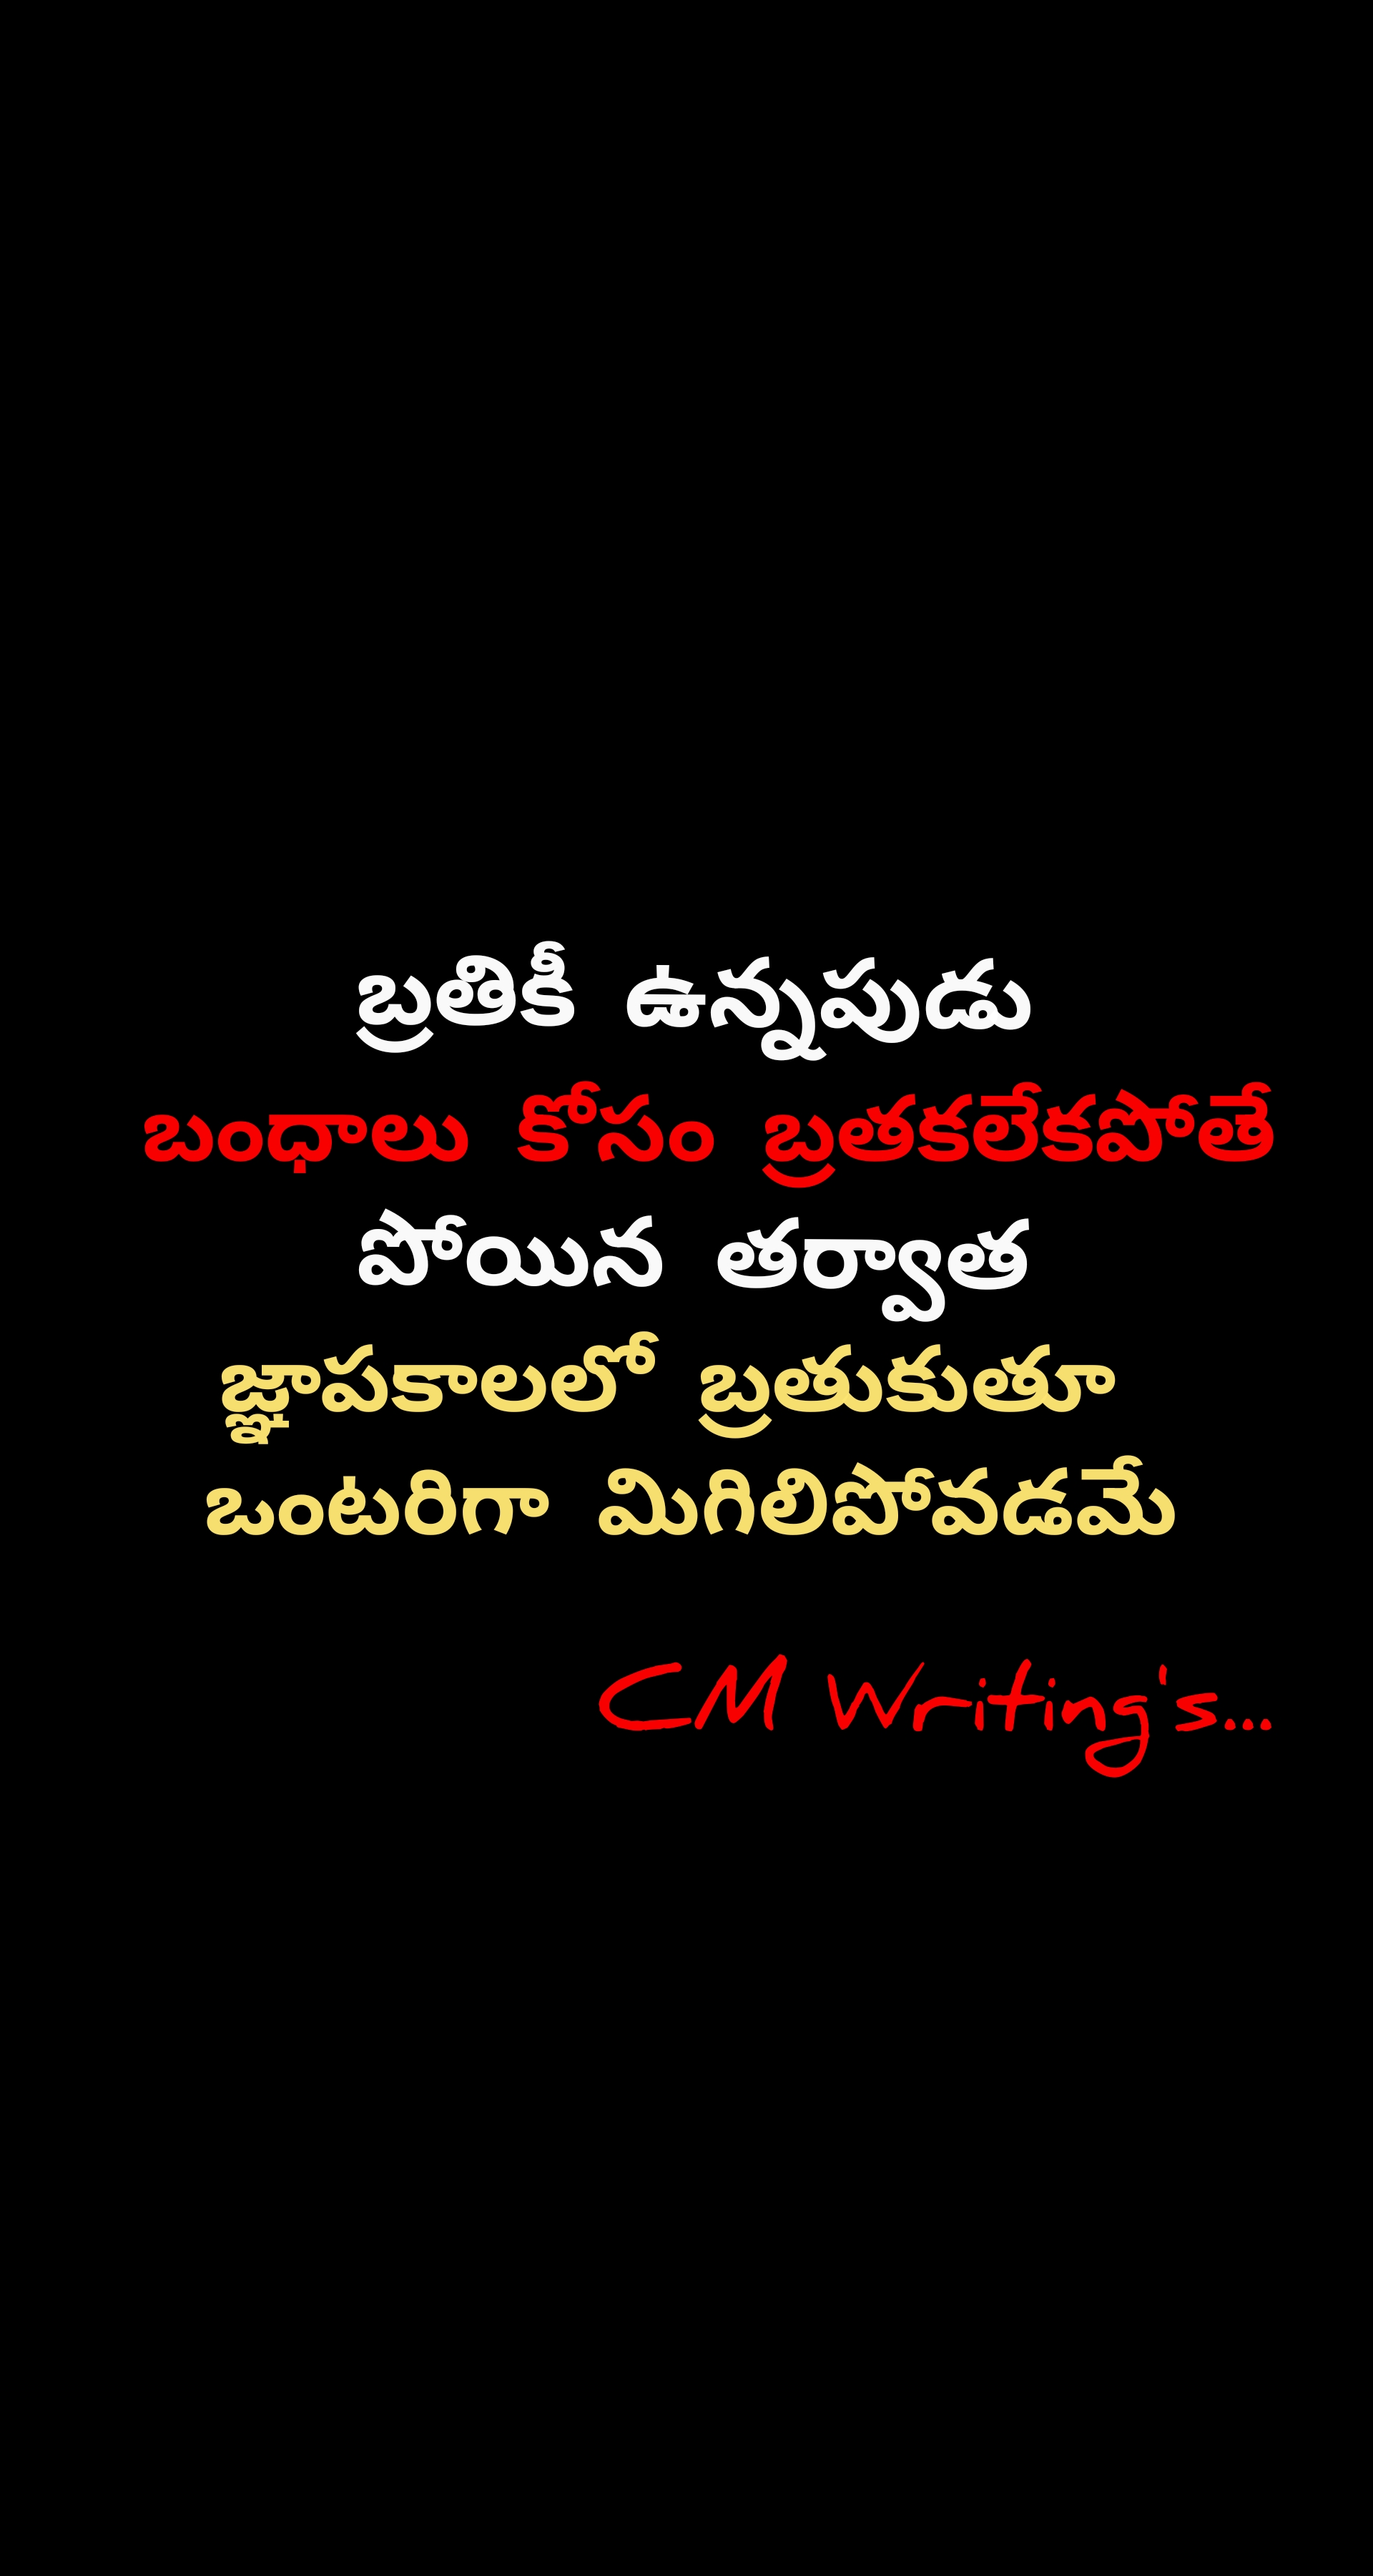 బ్రతికీ ఉన్నపుడు
బంధాలు కోసం బ్రతకలేకపోతే
పోయిన తర్వాత
జ్ఞాపకాలలో బ్రతుకుతూ
ఒంటరిగా మిగిలిపోవడమే
CM Writing's...